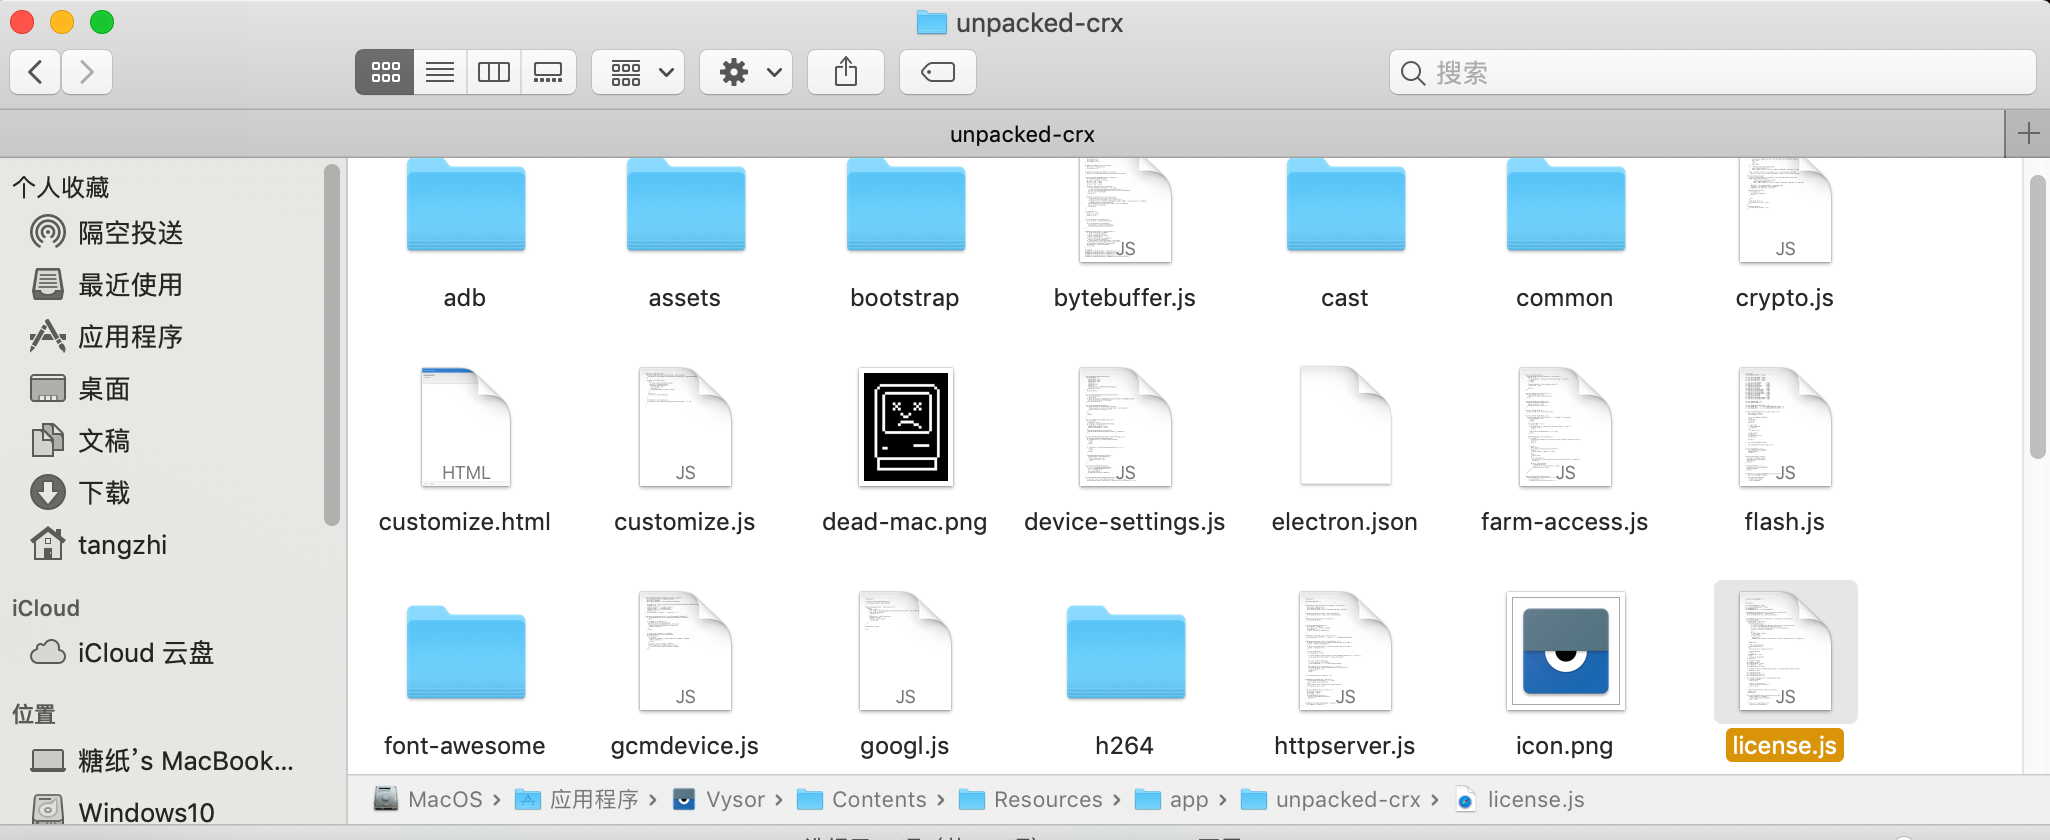 unpacked-crx
搜索
unpacked-crx
个人收藏
隔空投送
最近使用
应用程序
桌面
文稿
下载
tangzhi
iCloud
iCloud 云盘
位置
糖纸’s MacBook...
Windows10
JS JS
adb assets bootstrap bytebuffer.js cast common crypto.js
HTML JS JS JS JS
customize.html customize.js dead-mac.png device-settings.js electron.json farm-access.js flash.js
JS JS JS JS
font-awesome gcmdevice.js googl.js h264 httpserver.js icon.png license.js
MacOS › 应用程序 › Vysor › Contents › Resources › app › unpacked-crx › license.js